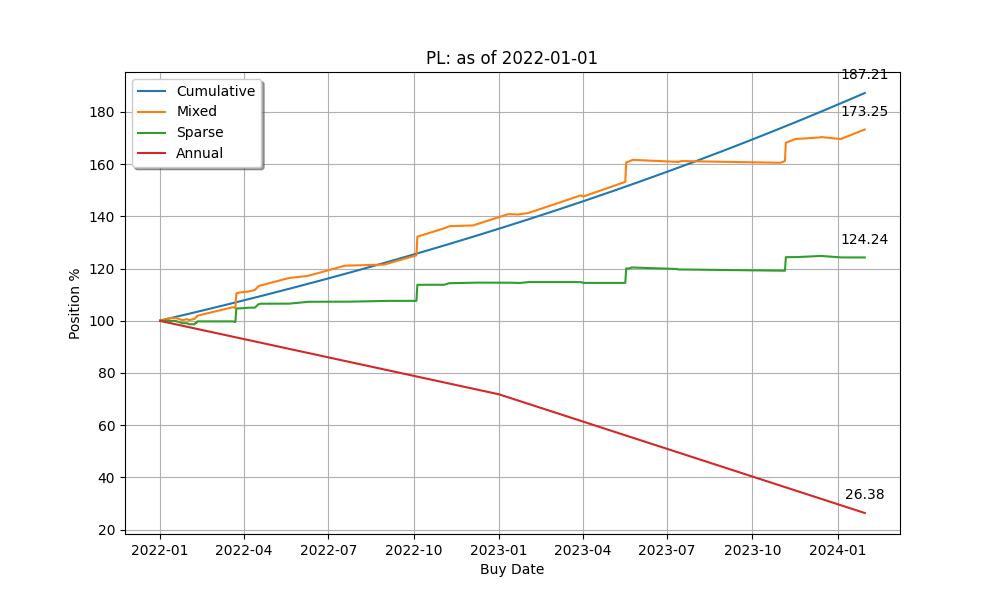 PL: as of 2022-01-01
Cumulative
Mixed
Sparse
Annual
187.21
173.25
124.24
26.38
Position %
180
160
140
120
100
80
60
40
20
2022-01 2022-04 2022-07 2022-10 2023-01 2023-04 2023-07 2023-10 2024-01
Buy Date